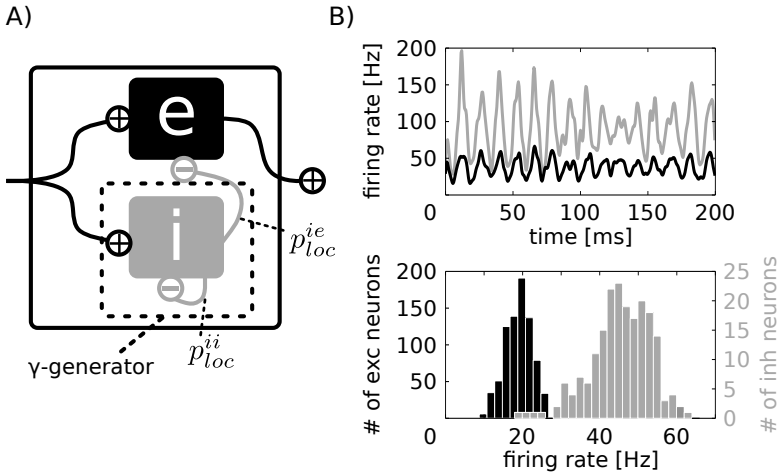 A)
e
i
p_{loc}^{ie}
p_{loc}^{ii}
γ-generator
B)
firing rate [Hz]
200
150
100
50
0
0 50 100 150 200
time [ms]
# of exc neurons
200
150
100
50
0
20 40 60
firing rate [Hz]
25
20
15
10
5
0
# of inh neurons